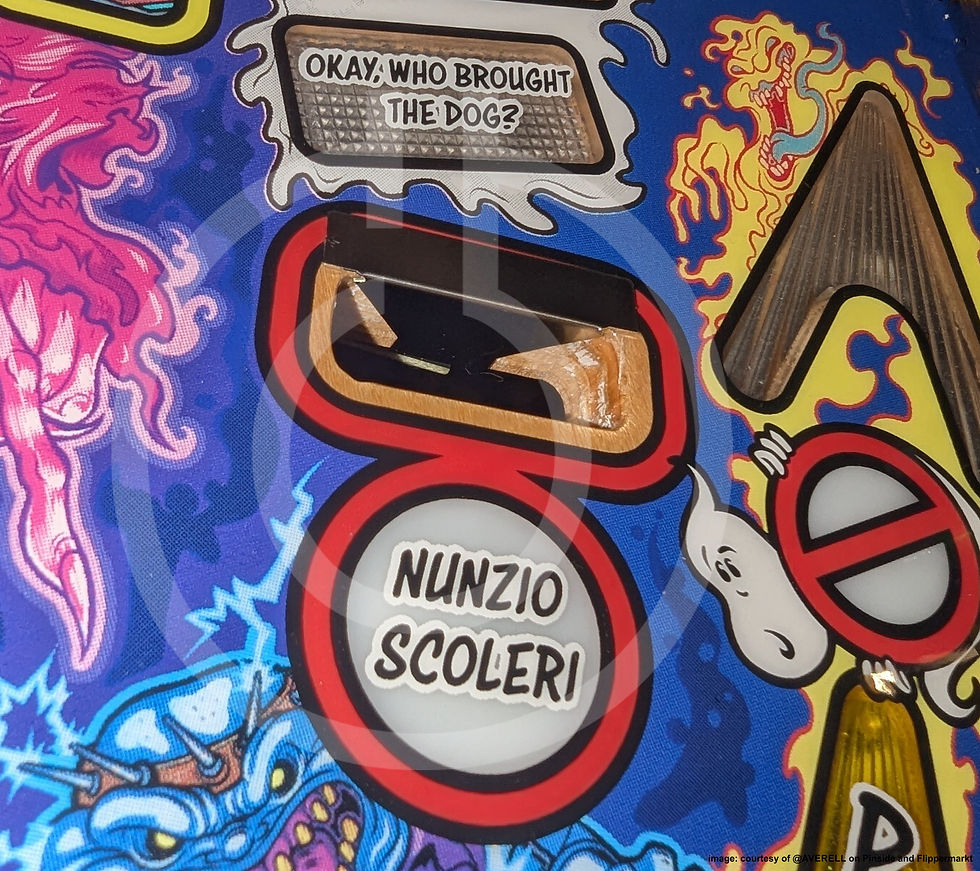 OKAY, WHO BROUGHT
THE DOG?
NUNZIO
SCOLERI
P
image: courtesy of @AVERELL on Pinside and Flippermarkt